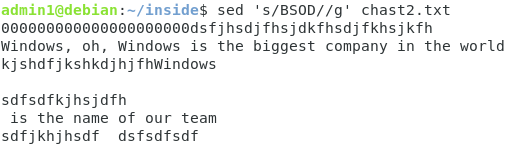 admin1@debian:~/inside$ sed 's/BSOD//g' chast2.txt
000000000000000000000dsfjhsdjfhsjdkfhsdjfkhsjkfh
Windows, oh, Windows is the biggest company in the world
kjshdfjkshkdjhjfhWindows

sdfsdfkjhsjdfh
 is the name of our team
sdfjkhjhsdf  dsfsdfsdf